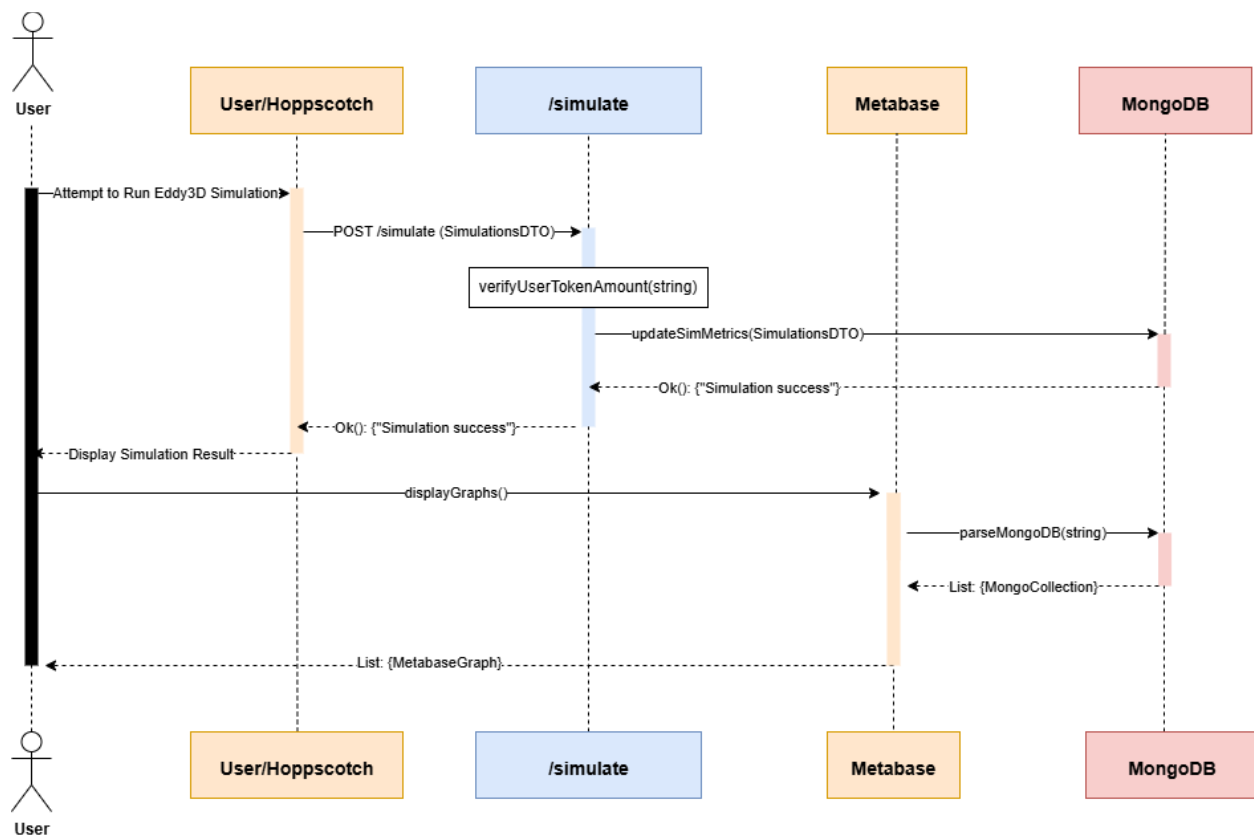 User
User/Hoppscotch
/simulate
Metabase
MongoDB
Attempt to Run Eddy3D Simulation
POST /simulate (SimulationsDTO)
verifyUserTokenAmount(string)
updateSimMetrics(SimulationsDTO)
Ok(): {"Simulation success"}
Ok(): {"Simulation success"}
Display Simulation Result
displayGraphs()
parseMongoDB(string)
List: {MongoCollection}
List: {MetabaseGraph}
User/Hoppscotch
/simulate
Metabase
MongoDB
User